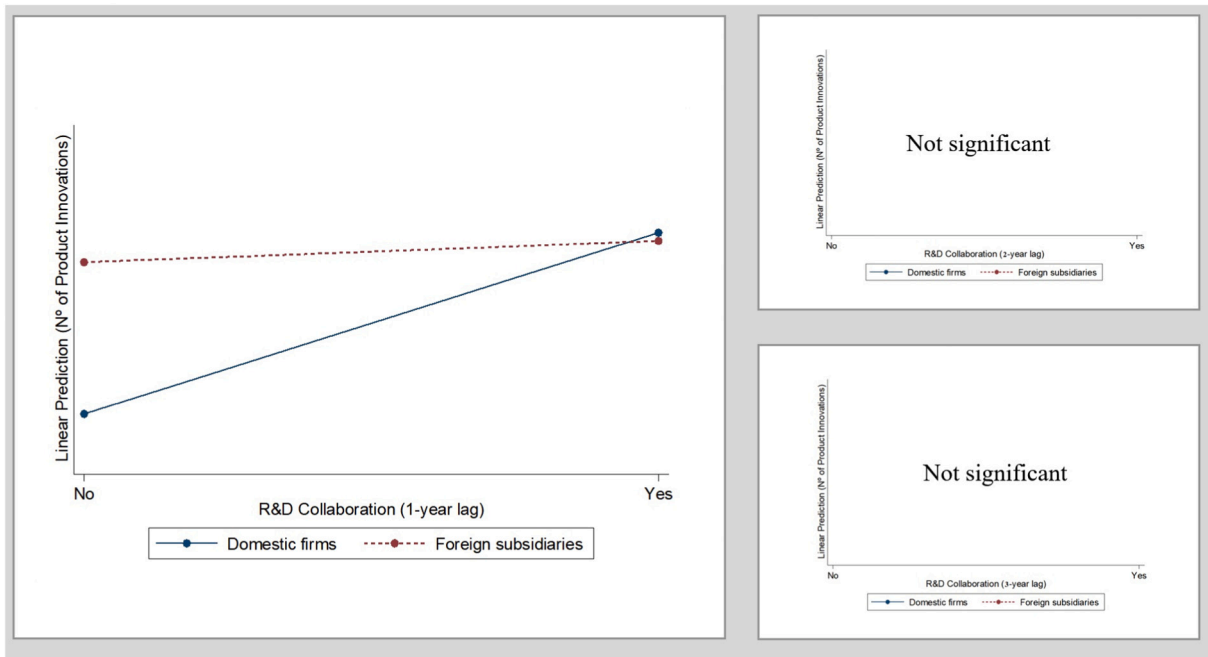 Linear Prediction (Nº of Product Innovations)
No
Yes
R&D Collaboration (1-year lag)
Domestic firms
Foreign subsidiaries
Linear Prediction (Nº of Product Innovations)
Not significant
No
Yes
R&D Collaboration (2-year lag)
Domestic firms
Foreign subsidiaries
Linear Prediction (Nº of Product Innovations)
Not significant
No
Yes
R&D Collaboration (3-year lag)
Domestic firms
Foreign subsidiaries